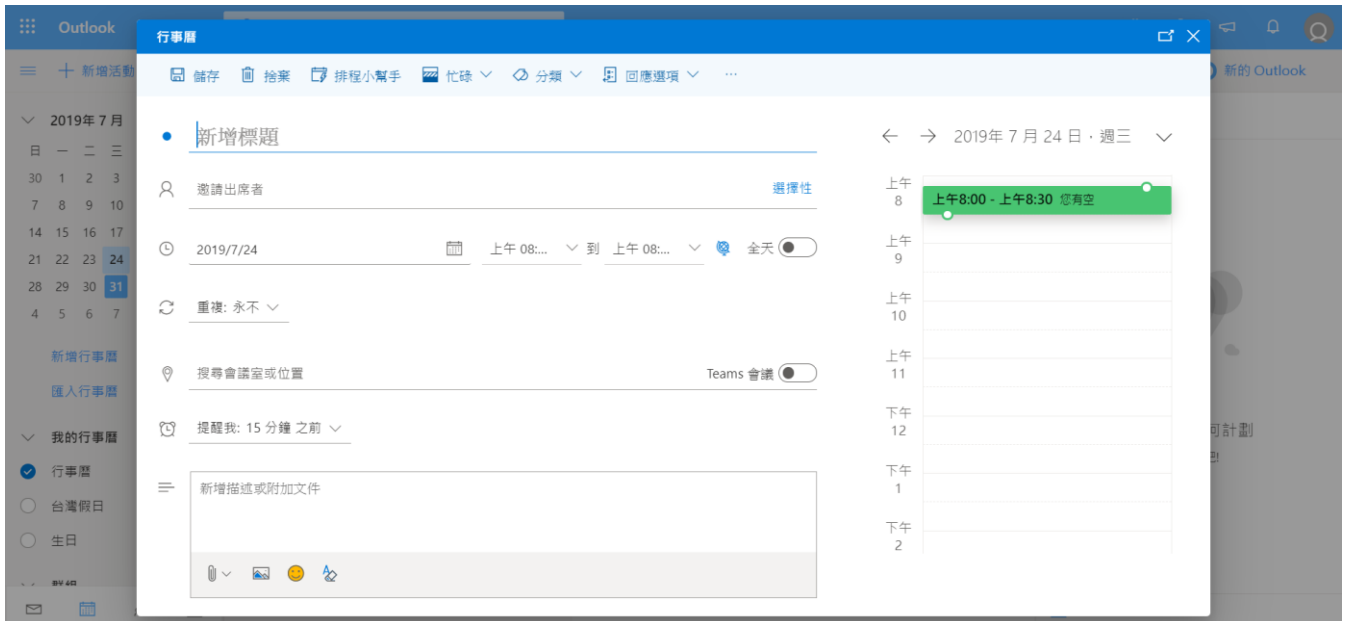 Outlook
行事曆
新增活動
儲存 捨棄 排程小幫手 忙碌 分類 回應選項 ...
新的 Outlook
2019年 7 月
日 一 二 三
30 1 2 3
7 8 9 10
14 15 16 17
21 22 23 24
28 29 30 31
4 5 6 7
新增行事曆
匯入行事曆
我的行事曆
行事曆
台灣假日
生日
群組
新增標題
邀請出席者 選擇性
2019/7/24 上午 08:... 到 上午 08:... 全天
重複: 永不
搜尋會議室或位置 Teams 會議
提醒我: 15 分鐘 之前
新增描述或附加文件
2019年 7 月 24 日 · 週三
上午
8
上午8:00 - 上午8:30 您有空
上午
9
上午
10
上午
11
下午
12
下午
1
下午
2
可計劃